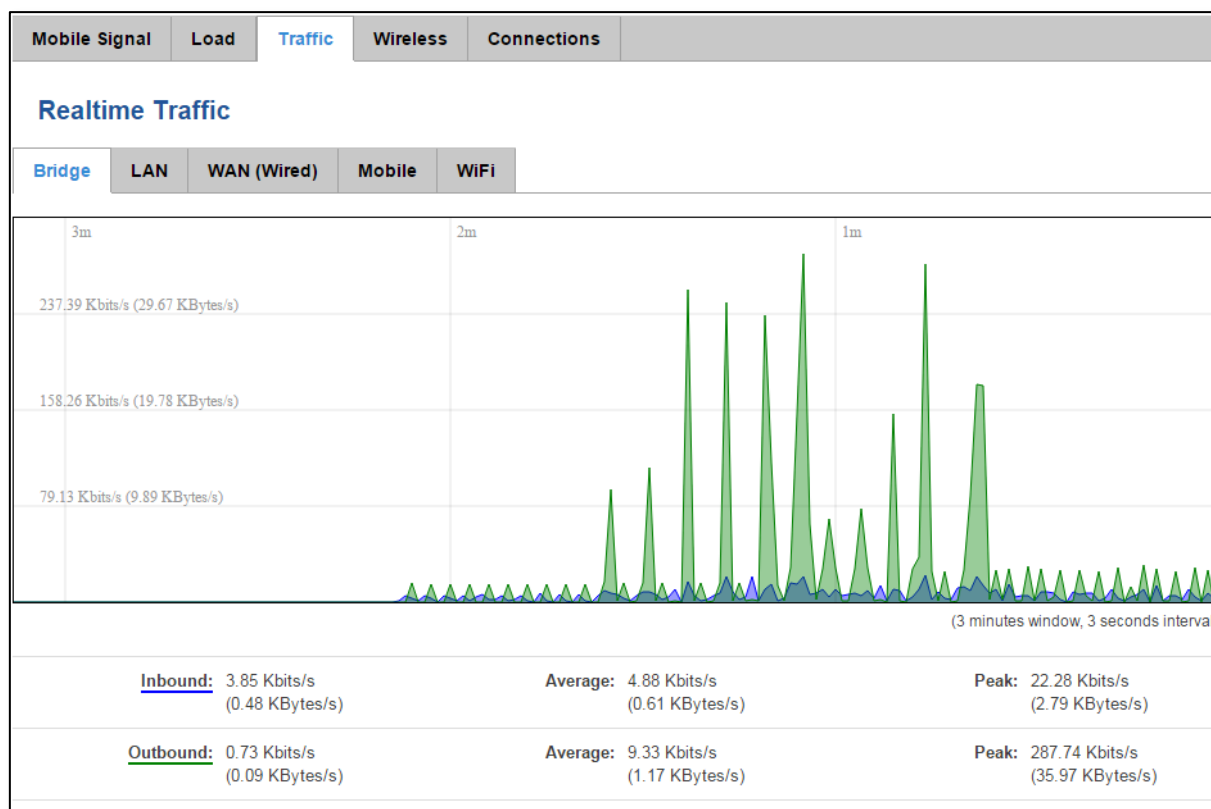 Mobile Signal Load Traffic Wireless Connections
Realtime Traffic
Bridge LAN WAN (Wired) Mobile WiFi
3m 2m 1m
237.39 Kbits/s (29.67 KBytes/s)
158.26 Kbits/s (19.78 KBytes/s)
79.13 Kbits/s (9.89 KBytes/s)
(3 minutes window, 3 seconds interval
Inbound: 3.85 Kbits/s Average: 4.88 Kbits/s Peak: 22.28 Kbits/s
(0.48 KBytes/s) (0.61 KBytes/s) (2.79 KBytes/s)
Outbound: 0.73 Kbits/s Average: 9.33 Kbits/s Peak: 287.74 Kbits/s
(0.09 KBytes/s) (1.17 KBytes/s) (35.97 KBytes/s)